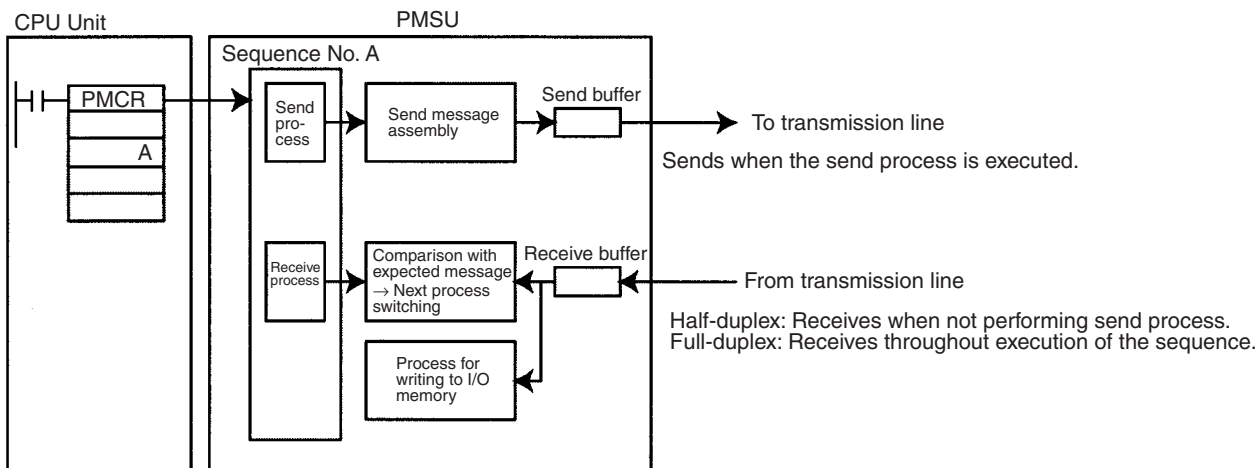 CPU Unit
PMSU
PMCR
A
Sequence No. A
Send
pro-
cess
Send message
assembly
Send buffer
To transmission line
Sends when the send process is executed.
Receive
process
Comparison with
expected message
→ Next process
switching
Receive buffer
From transmission line
Half-duplex: Receives when not performing send process.
Full-duplex: Receives throughout execution of the sequence.
Process for
writing to I/O
memory